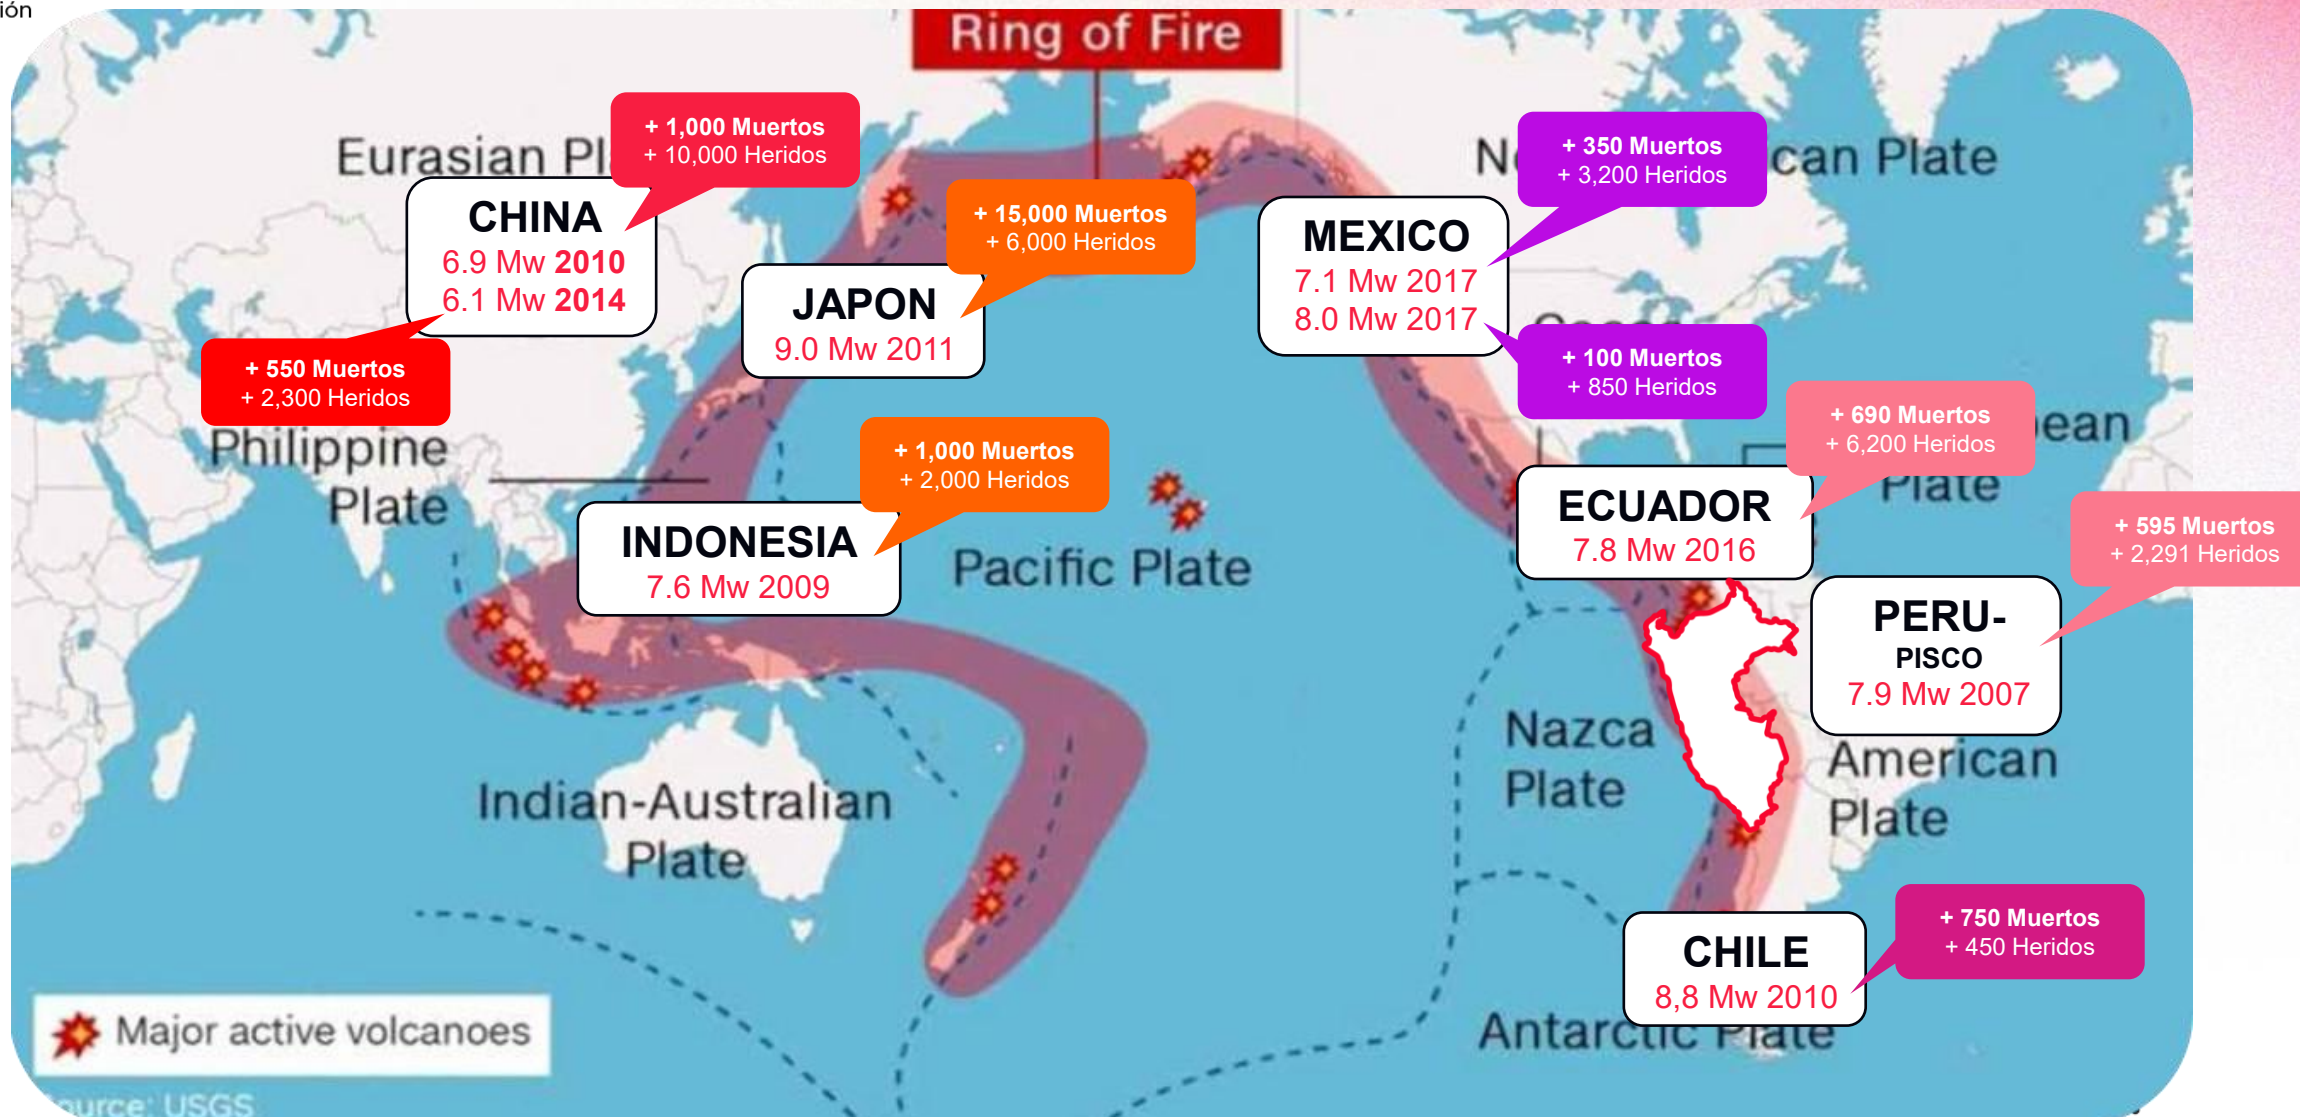 ión
Ring of Fire
+ 1,000 Muertos
+ 10,000 Heridos
Eurasian Pl
CHINA
6.9 Mw 2010
6.1 Mw 2014
+ 550 Muertos
+ 2,300 Heridos
+ 15,000 Muertos
+ 6,000 Heridos
JAPON
9.0 Mw 2011
+ 350 Muertos
+ 3,200 Heridos
can Plate
MEXICO
7.1 Mw 2017
8.0 Mw 2017
+ 100 Muertos
+ 850 Heridos
Philippine
Plate
+ 1,000 Muertos
+ 2,000 Heridos
INDONESIA
7.6 Mw 2009
Pacific Plate
+ 690 Muertos
+ 6,200 Heridos
bean
Plate
ECUADOR
7.8 Mw 2016
+ 595 Muertos
+ 2,291 Heridos
PERU-
PISCO
7.9 Mw 2007
Nazca
Plate
American
Plate
Indian-Australian
Plate
+ 750 Muertos
+ 450 Heridos
CHILE
8,8 Mw 2010
Antarctic Plate
Major active volcanoes
ource: USGS